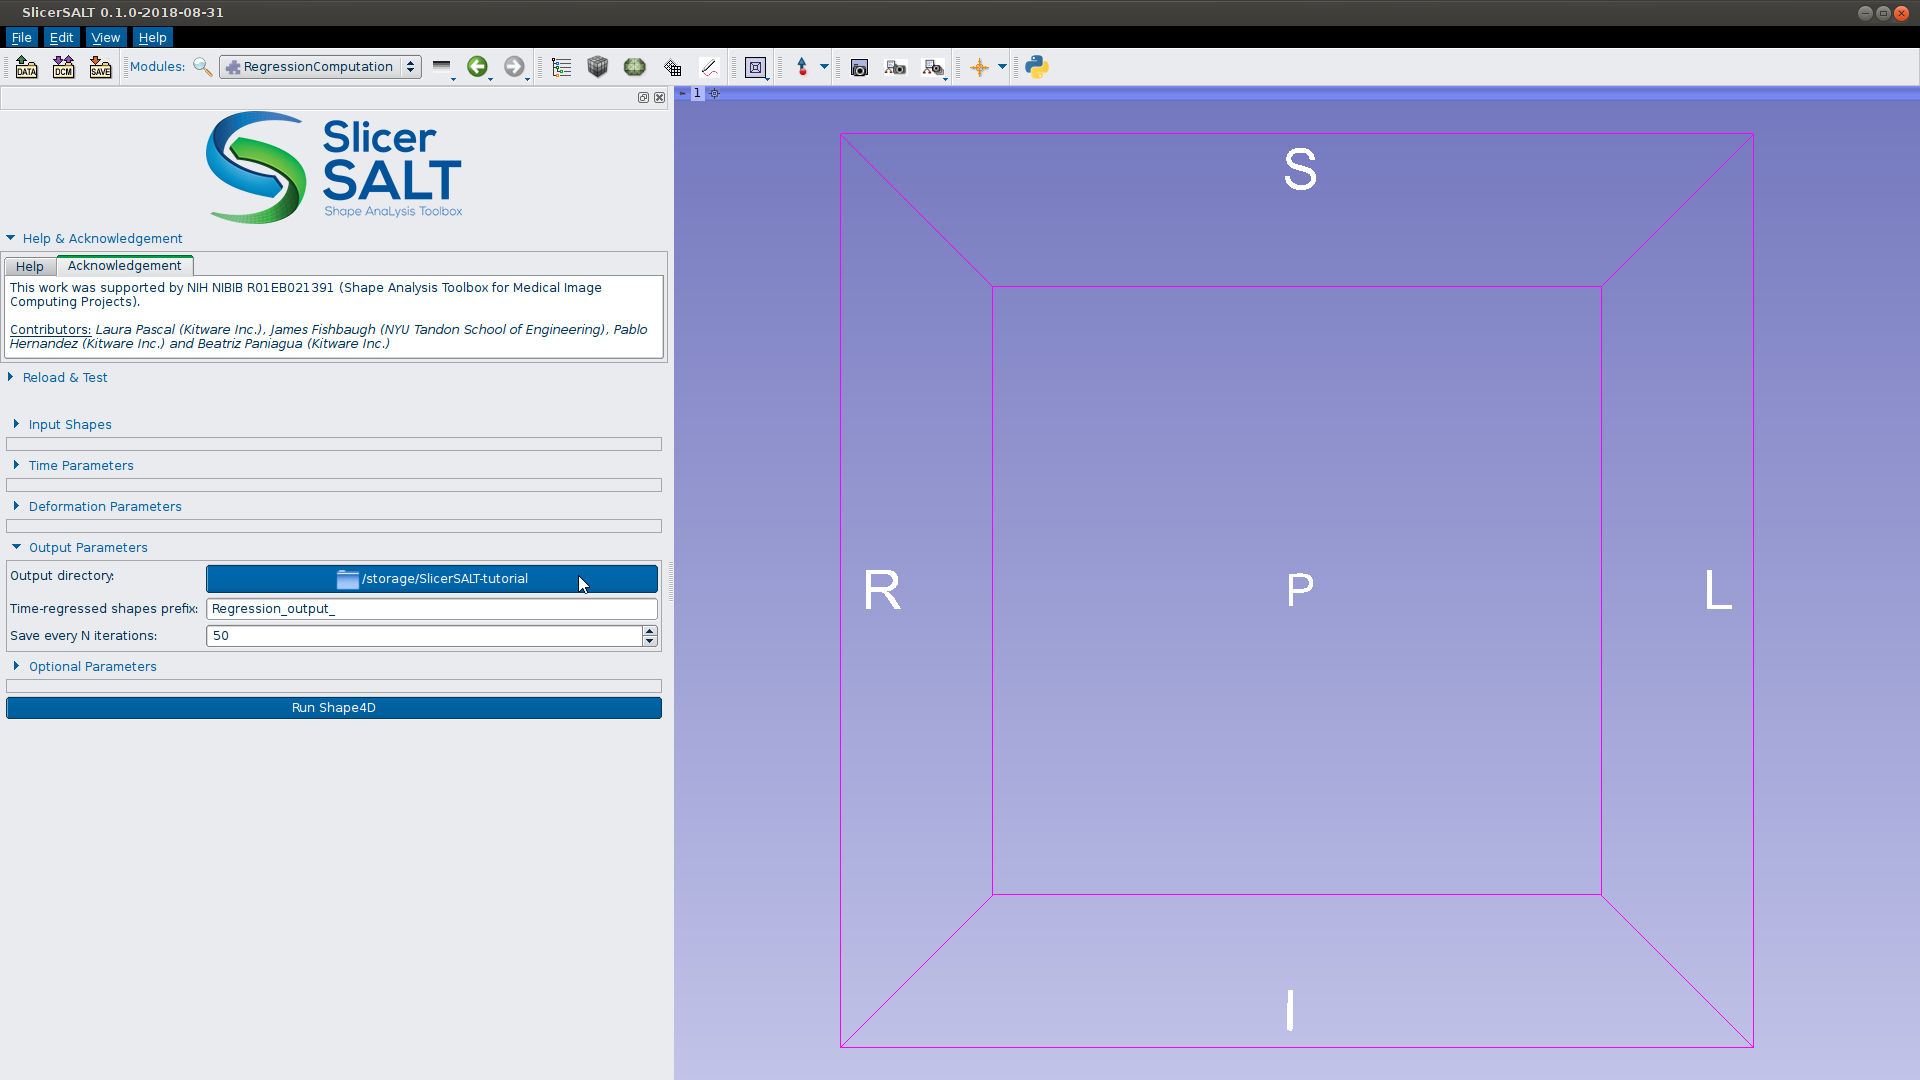 SlicerSALT 0.1.0-2018-08-31
File Edit View Help
DATA DCM SAVE Modules: RegressionComputation
1
Slicer
SALT
Shape AnaLysis Toolbox
Help & Acknowledgement
Help Acknowledgement
This work was supported by NIH NIBIB R01EB021391 (Shape Analysis Toolbox for Medical Image
Computing Projects).
Contributors: Laura Pascal (Kitware Inc.), James Fishbaugh (NYU Tandon School of Engineering), Pablo
Hernandez (Kitware Inc.) and Beatriz Paniagua (Kitware Inc.)
Reload & Test
Input Shapes
Time Parameters
Deformation Parameters
Output Parameters
Output directory: /storage/SlicerSALT-tutorial
Time-regressed shapes prefix: Regression_output_
Save every N iterations: 50
Optional Parameters
Run Shape4D
S
R P L
I